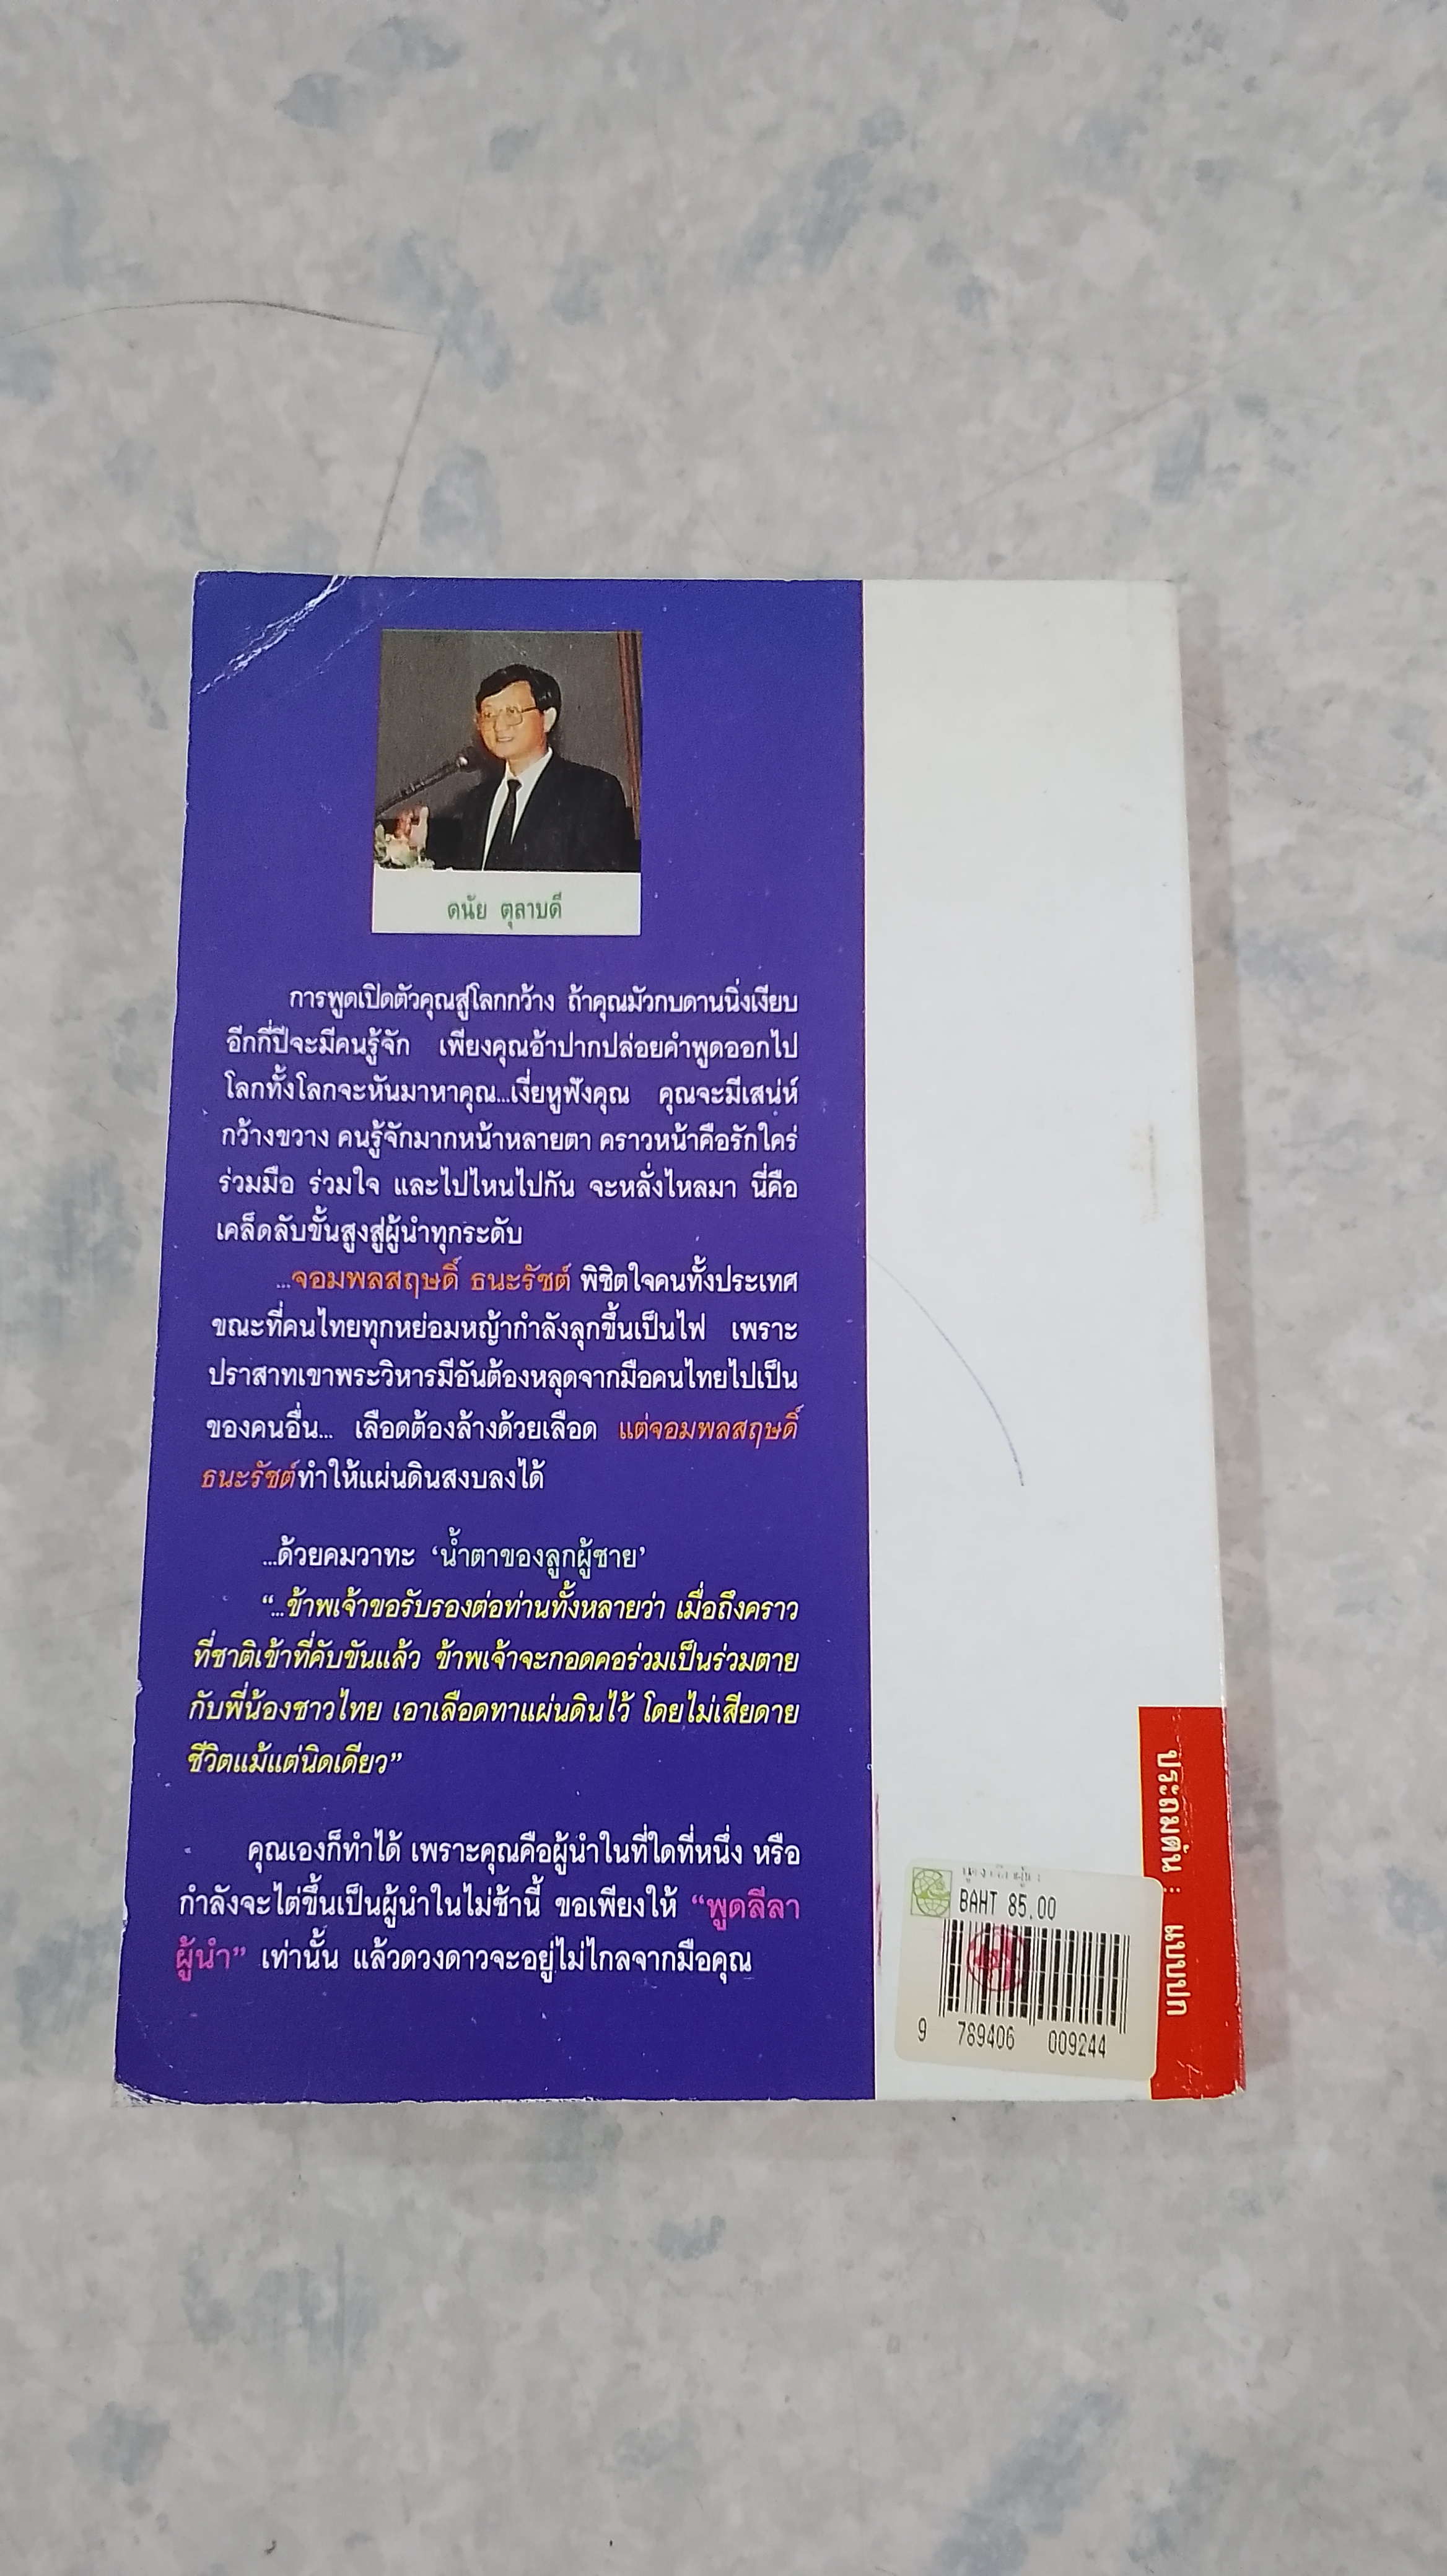 ดนัย ตุลาบดี
การพูดเปิดตัวคุณสู่โลกกว้าง ถ้าคุณมัวกบดานนิ่งเงียบ
อีกกี่ปีจะมีคนรู้จัก เพียงคุณอ้าปากปล่อยคำพูดออกไป
โลกทั้งโลกจะหันมาหาคุณ...เงี่ยหูฟังคุณ คุณจะมีเสน่ห์
กว้างขวาง คนรู้จักมากหน้าหลายตา คราวหน้าคือรักใคร่
ร่วมมือ ร่วมใจ และไปไหนไปกัน จะหลั่งไหลมา นี่คือ
เคล็ดลับขั้นสูงสู่ผู้นำทุกระดับ
...จอมพลสฤษดิ์ ธนะรัชต์ พิชิตใจคนทั้งประเทศ
ขณะที่คนไทยทุกหย่อมหญ้ากำลังลุกขึ้นเป็นไฟ เพราะ
ปราสาทเขาพระวิหารมีอันต้องหลุดจากมือคนไทยไปเป็น
ของคนอื่น... เลือดต้องล้างด้วยเลือด แต่จอมพลสฤษดิ์
ธนะรัชต์ทำให้แผ่นดินสงบลงได้
...ด้วยคมวาทะ ‘น้ำตาของลูกผู้ชาย’
“...ข้าพเจ้าขอรับรองต่อท่านทั้งหลายว่า เมื่อถึงคราว
ที่ชาติเข้าที่คับขันแล้ว ข้าพเจ้าจะกอดคอร่วมเป็นร่วมตาย
กับพี่น้องชาวไทย เอาเลือดทาแผ่นดินไว้ โดยไม่เสียดาย
ชีวิตแม้แต่นิดเดียว”
คุณเองก็ทำได้ เพราะคุณคือผู้นำในที่ใดที่หนึ่ง หรือ
กำลังจะไต่ขึ้นเป็นผู้นำในไม่ช้านี้ ขอเพียงให้ “พูดลีลา
ผู้นำ” เท่านั้น แล้วดวงดาวจะอยู่ไม่ไกลจากมือคุณ
BAHT 85.00
9 789406 009244
ประถมต้น : แบบปก